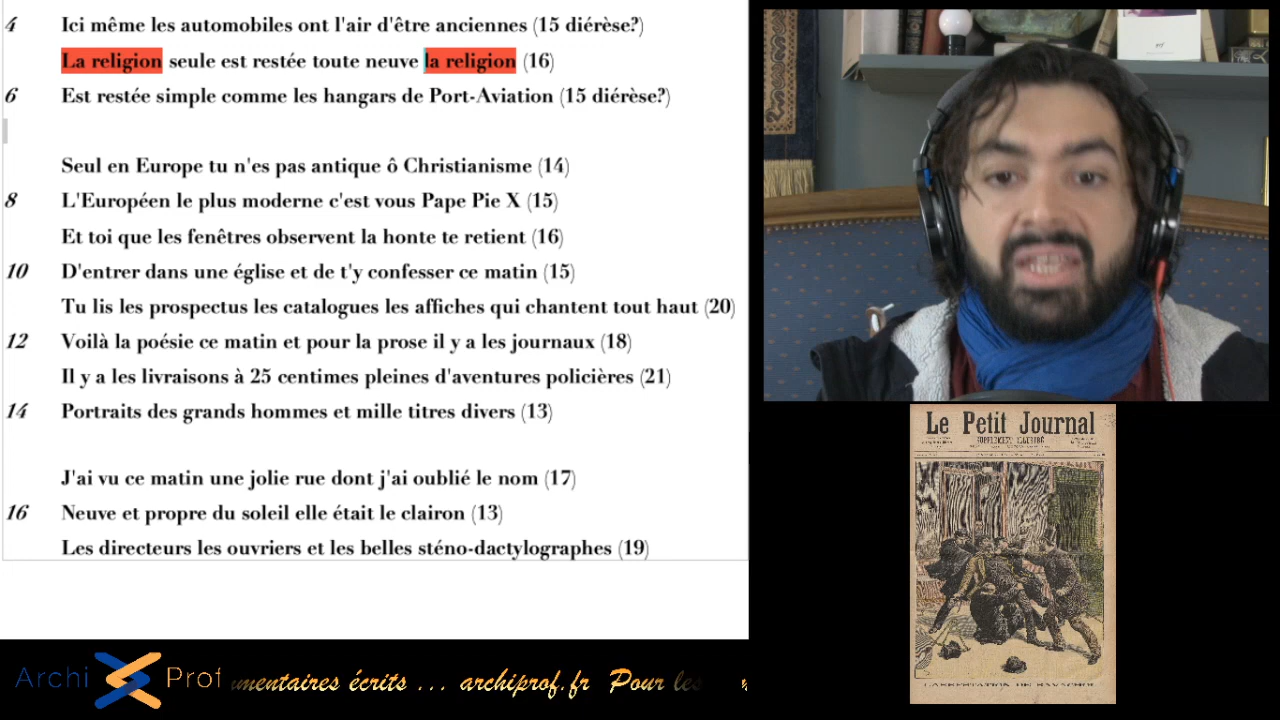 4 Ici même les automobiles ont l'air d'être anciennes (15 diérèse?)
La religion seule est restée toute neuve la religion (16)
6 Est restée simple comme les hangars de Port-Aviation (15 diérèse?)
Seul en Europe tu n'es pas antique ô Christianisme (14)
8 L'Européen le plus moderne c'est vous Pape Pie X (15)
Et toi que les fenêtres observent la honte te retient (16)
10 D'entrer dans une église et de t'y confesser ce matin (15)
Tu lis les prospectus les catalogues les affiches qui chantent tout haut (20)
12 Voilà la poésie ce matin et pour la prose il y a les journaux (18)
Il y a les livraisons à 25 centimes pleines d'aventures policières (21)
14 Portraits des grands hommes et mille titres divers (13)
J'ai vu ce matin une jolie rue dont j'ai oublié le nom (17)
16 Neuve et propre du soleil elle était le clairon (13)
Les directeurs les ouvriers et les belles sténo-dactylographes (19)
Le Petit Journal
SUPPLÉMENT ILLUSTRÉ
L'ARRESTATION DE RAVACHOL
Archi Prof
umentaires écrits ... archiprof.fr Pour les